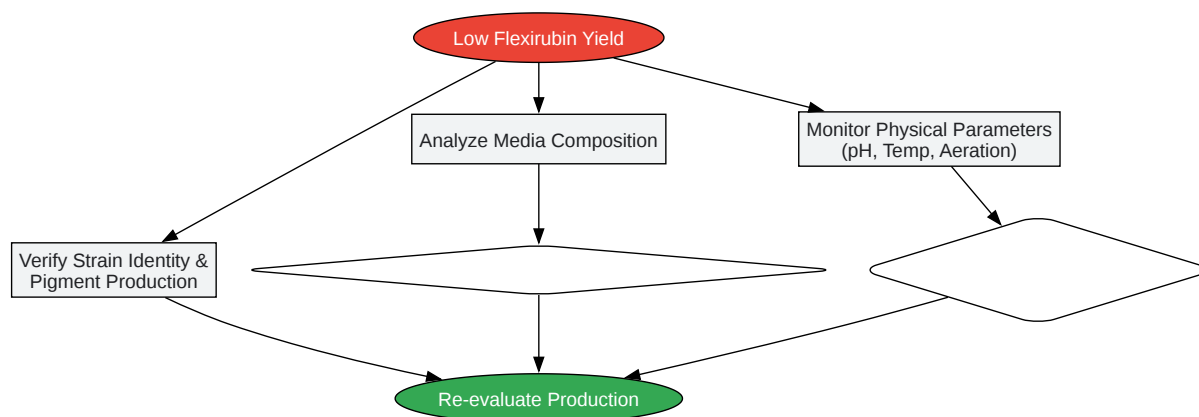 Low Flexirubin Yield
Analyze Media Composition
Monitor Physical Parameters
(pH, Temp, Aeration)
Verify Strain Identity &
Pigment Production
Re-evaluate Production